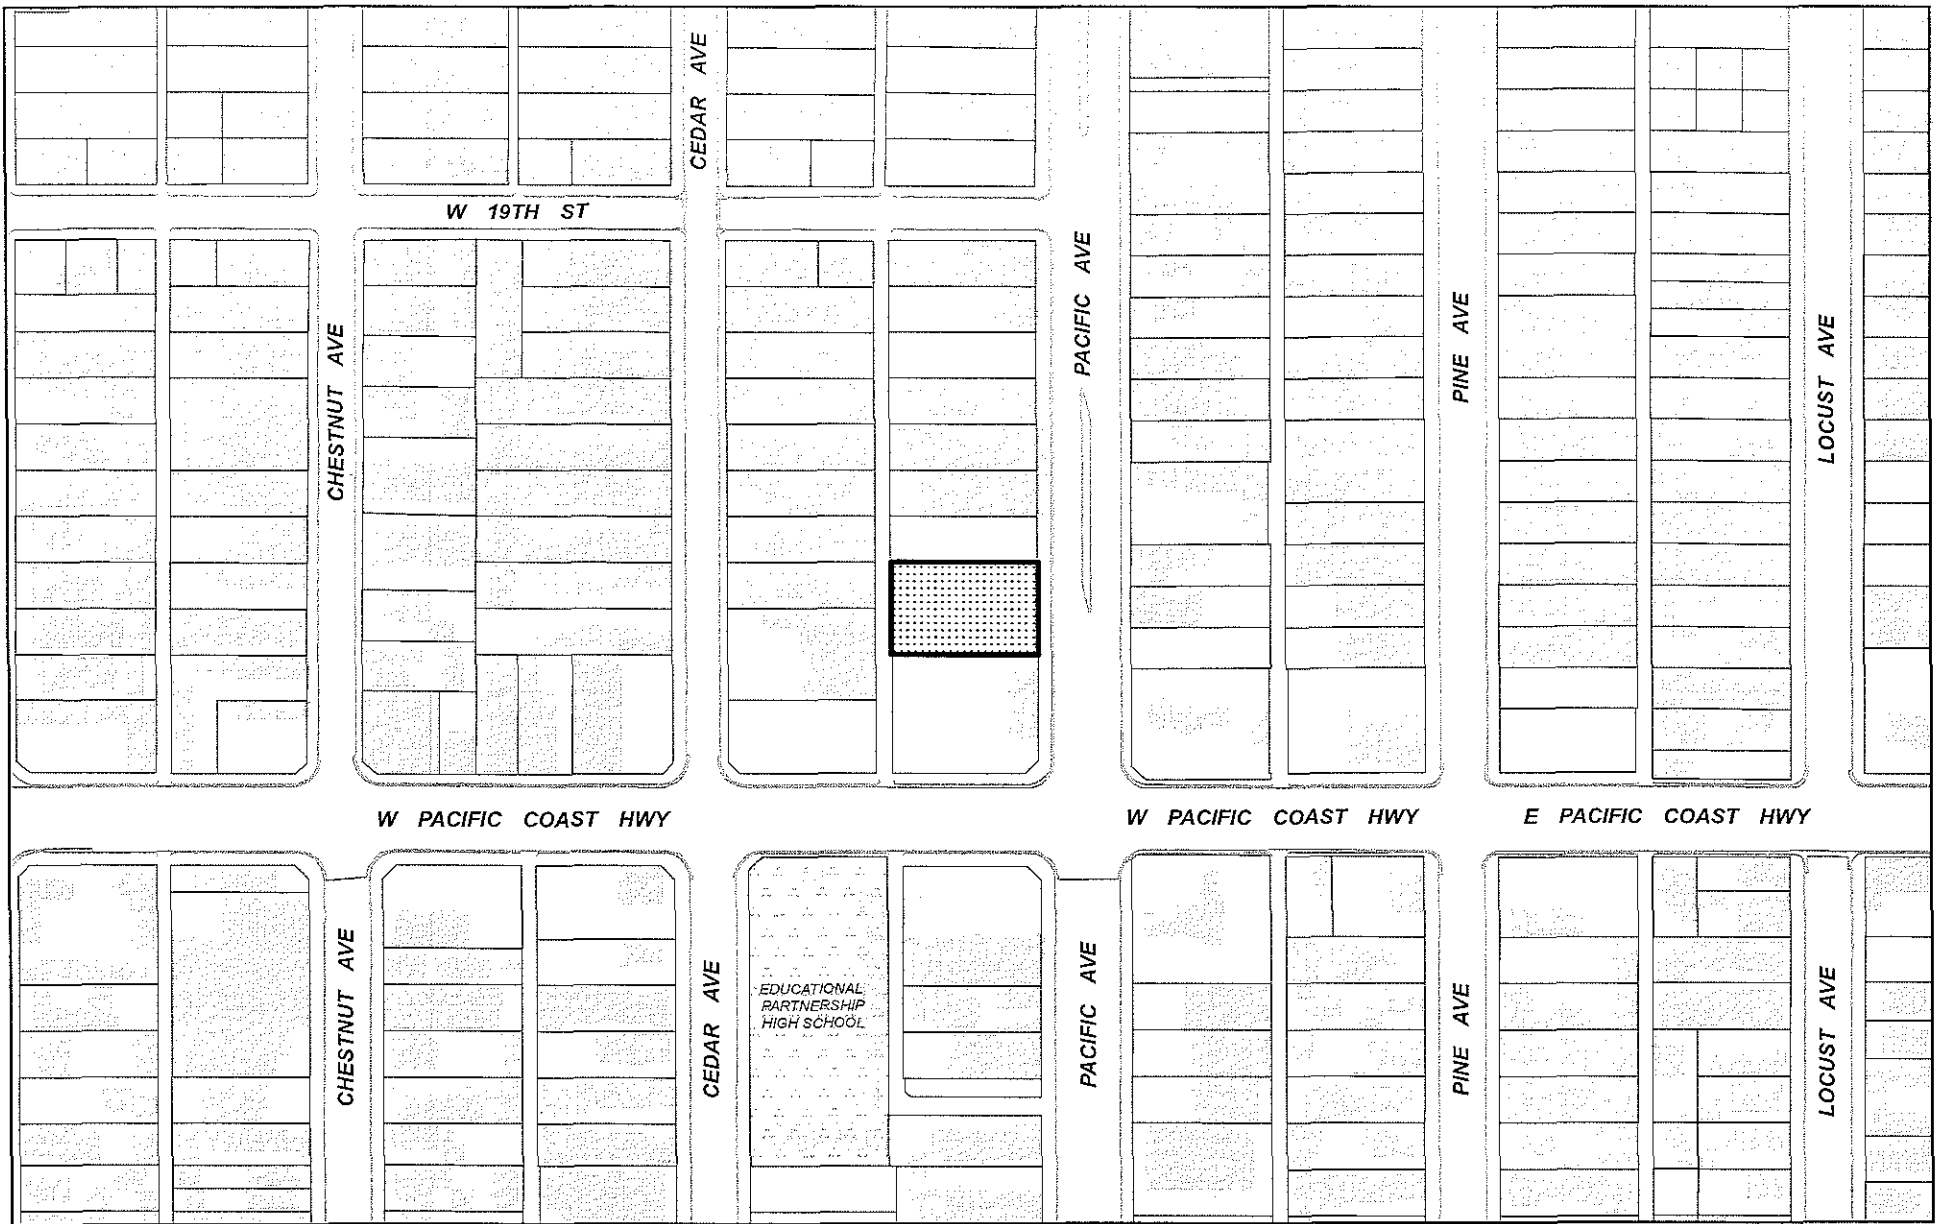 CEDAR AVE
W 19TH ST
CHESTNUT AVE
PACIFIC AVE
PINE AVE
LOCUST AVE
W PACIFIC COAST HWY
W PACIFIC COAST HWY
E PACIFIC COAST HWY
CHESTNUT AVE
CEDAR AVE
EDUCATIONAL
PARTNERSHIP
HIGH SCHOOL
PACIFIC AVE
PINE AVE
LOCUST AVE